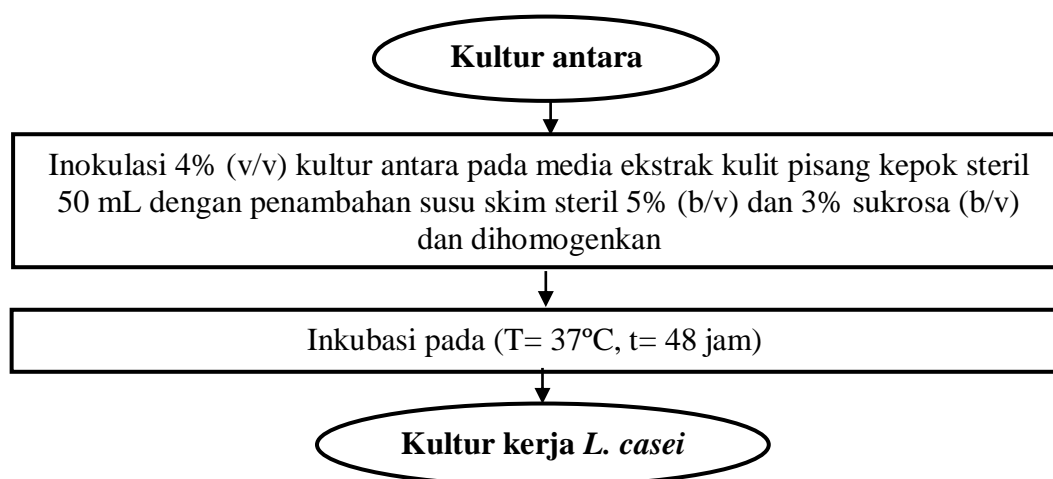 Kultur antara
Inokulasi 4% (v/v) kultur antara pada media ekstrak kulit pisang kepok steril
50 mL dengan penambahan susu skim steril 5% (b/v) dan 3% sukrosa (b/v)
dan dihomogenkan
Inkubasi pada (T= 37ºC, t= 48 jam)
Kultur kerja L. casei